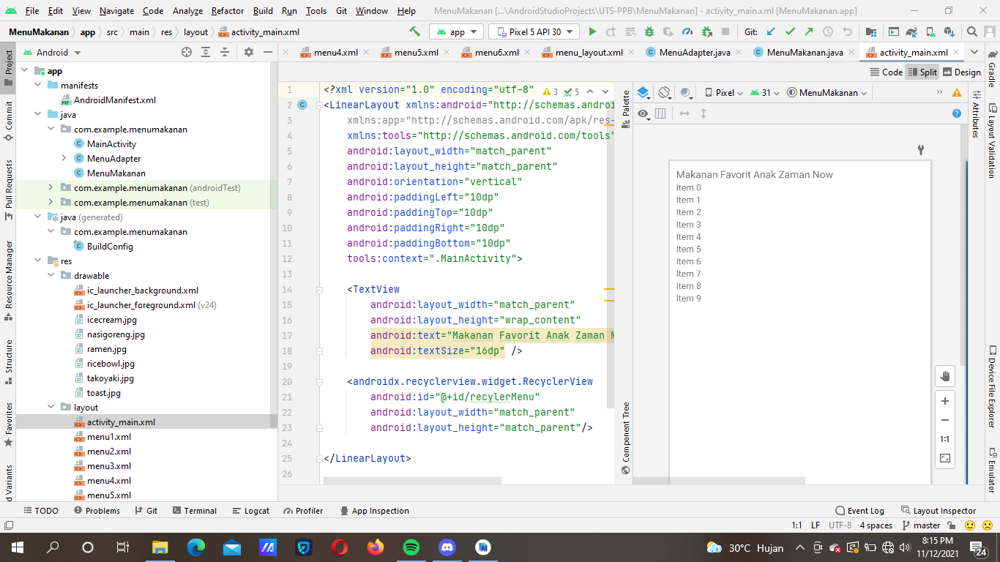 File Edit View Navigate Code Analyze Refactor Build Run Tools Git Window Help MenuMakanan [...\AndroidStudioProjects\UTS-PPB\MenuMakanan] - activity_main.xml [MenuMakanan.app]
MenuMakanan app src main res layout activity_main.xml app Pixel 5 API 30 Git:
Android menu4.xml menu5.xml menu6.xml menu_layout.xml MenuAdapter.java MenuMakanan.java activity_main.xml
Code Split Design
Pixel 31 MenuMakanan
Project
Commit
Pull Requests
Resource Manager
Structure
Favorites
d Variants
app
manifests
AndroidManifest.xml
java
com.example.menumakanan
MainActivity
MenuAdapter
MenuMakanan
com.example.menumakanan (androidTest)
com.example.menumakanan (test)
java (generated)
com.example.menumakanan
BuildConfig
res
drawable
ic_launcher_background.xml
ic_launcher_foreground.xml (v24)
icecream.jpg
nasigoreng.jpg
ramen.jpg
ricebowl.jpg
takoyaki.jpg
toast.jpg
layout
activity_main.xml
menu1.xml
menu2.xml
menu3.xml
menu4.xml
menu5.xml
3 5
1 <?xml version="1.0" encoding="utf-8"
2 <LinearLayout xmlns:android="http://schemas.andro
3 xmlns:app="http://schemas.android.com/apk/res-
4 xmlns:tools="http://schemas.android.com/tools"
5 android:layout_width="match_parent"
6 android:layout_height="match_parent"
7 android:orientation="vertical"
8 android:paddingLeft="10dp"
9 android:paddingTop="10dp"
10 android:paddingRight="10dp"
11 android:paddingBottom="10dp"
12 tools:context=".MainActivity">
13
14 <TextView
15 android:layout_width="match_parent"
16 android:layout_height="wrap_content"
17 android:text="Makanan Favorit Anak Zaman N
18 android:textSize="16dp" />
19
20 <androidx.recyclerview.widget.RecyclerView
21 android:id="@+id/recylerMenu"
22 android:layout_width="match_parent"
23 android:layout_height="match_parent"/>
24
25 </LinearLayout>
26
Palette
Component Tree
Makanan Favorit Anak Zaman Now
Item 0
Item 1
Item 2
Item 3
Item 4
Item 5
Item 6
Item 7
Item 8
Item 9
1:1
Gradle
Attributes
Layout Validation
Device File Explorer
Emulator
TODO Problems Git Terminal Logcat Profiler App Inspection Event Log Layout Inspector
1:1 LF UTF-8 4 spaces master
30°C Hujan 8:15 PM
11/12/2021
24